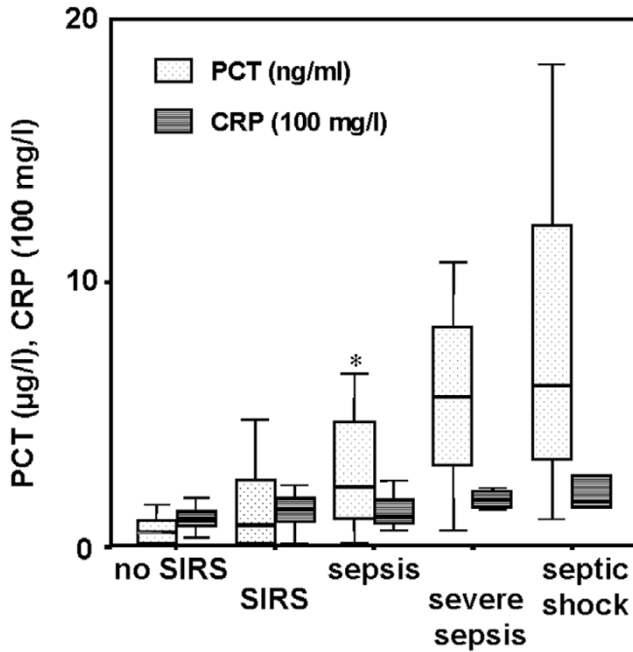 20
PCT (ng/ml)
CRP (100 mg/l)
PCT (µg/l), CRP (100 mg/l)
10
*
0
no SIRS
SIRS
sepsis
severe
sepsis
septic
shock